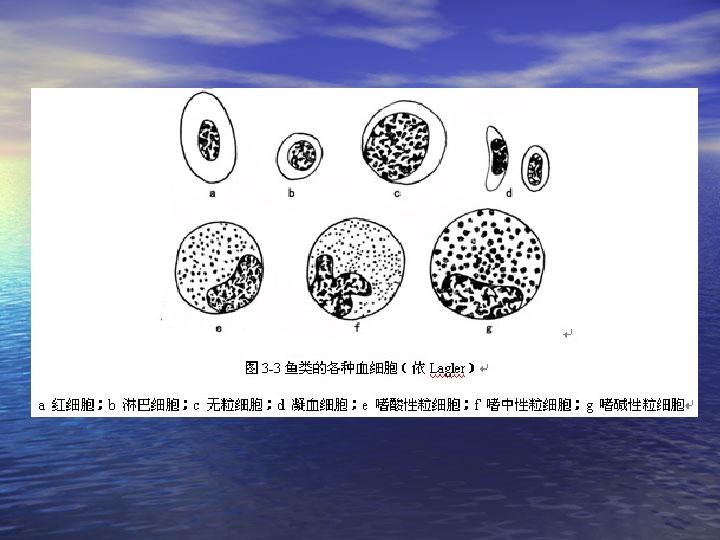 a b c d
e f g
图 3-3 鱼类的各种血细胞（依 Lagler）
a 红细胞；b 淋巴细胞；c 无粒细胞；d 凝血细胞；e 嗜酸性粒细胞；f 嗜中性粒细胞；g 嗜碱性粒细胞